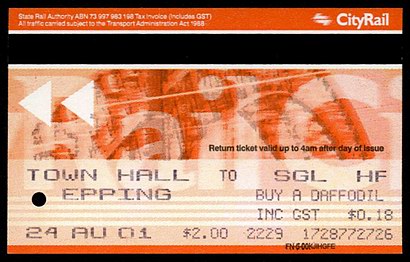 State Rail Authority ABN 73 997 983 198 Tax Invoice (includes GST)
All traffic carried subject to the Transport Administration Act 1988
CityRail
Return ticket valid up to 4am after day of issue
TOWN HALL TO SGL HF
EPPING BUY A DAFFODIL
INC GST $0.18
24 AU 01 $2.00 2229 1728772726